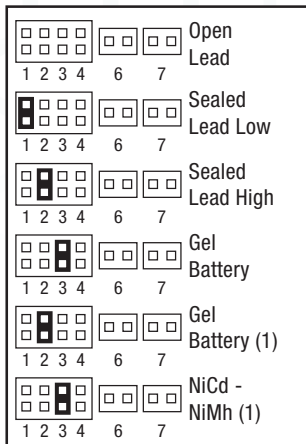 Open
Lead
1 2 3 4 6 7
Sealed
Lead Low
1 2 3 4 6 7
Sealed
Lead High
1 2 3 4 6 7
Gel
Battery
1 2 3 4 6 7
Gel
Battery (1)
1 2 3 4 6 7
NiCd -
NiMh (1)
1 2 3 4 6 7